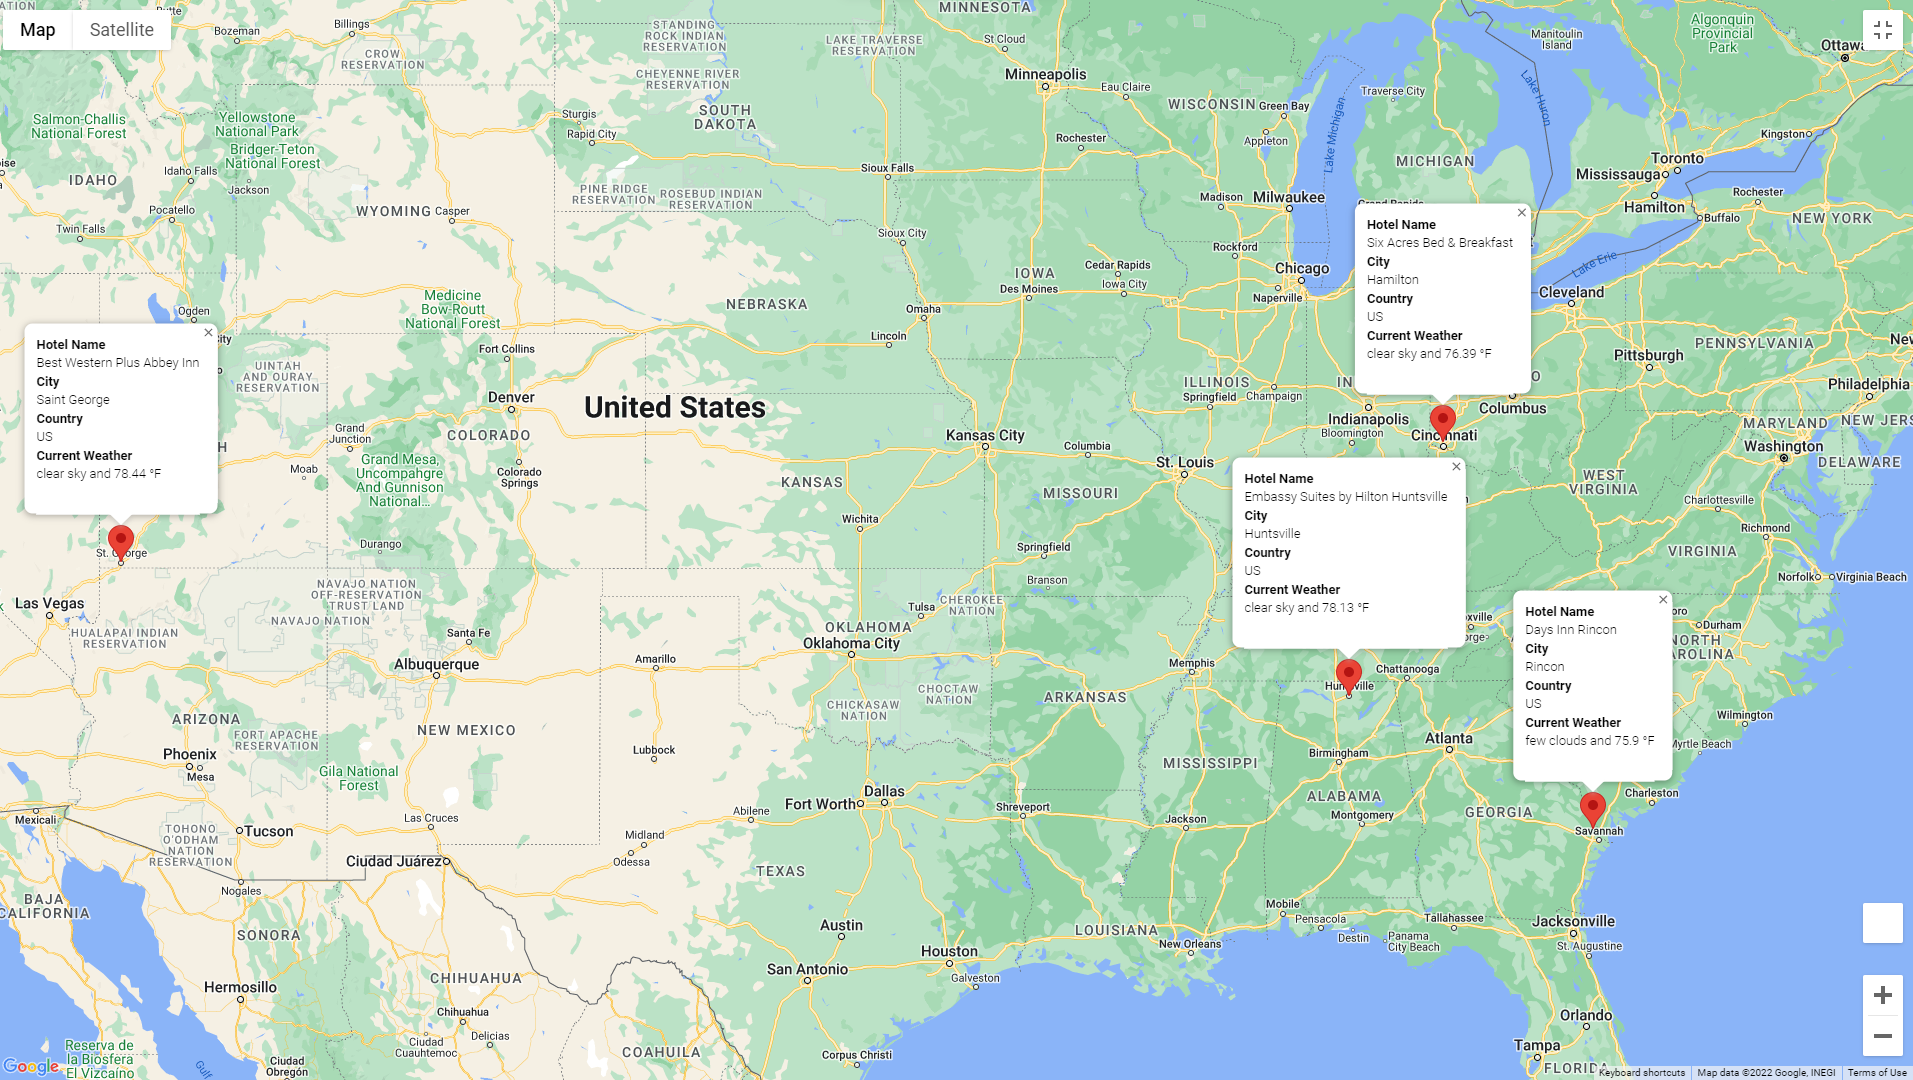 Map
Satellite
Hotel Name
Best Western Plus Abbey Inn
City
Saint George
Country
US
Current Weather
clear sky and 78.44 °F
Hotel Name
Six Acres Bed & Breakfast
City
Hamilton
Country
US
Current Weather
clear sky and 76.39 °F
Hotel Name
Embassy Suites by Hilton Huntsville
City
Huntsville
Country
US
Current Weather
clear sky and 78.13 °F
Hotel Name
Days Inn Rincon
City
Rincon
Country
US
Current Weather
few clouds and 75.9 °F
United States
MINNESOTA
Butte
Billings
Bozeman
CROW
RESERVATION
STANDING
ROCK INDIAN
RESERVATION
LAKE TRAVERSE
RESERVATION
St Cloud
CHEYENNE RIVER
RESERVATION
Minneapolis
Eau Claire
WISCONSIN
Green Bay
Appleton
Lake Michigan
Traverse City
Lake Huron
Manitoulin
Island
Algonquin
Provincial
Park
Ottawa
Salmon-Challis
National Forest
Yellowstone
National Park
Bridger-Teton
National Forest
SOUTH
DAKOTA
Sturgis
Rapid City
Rochester
Kingston
IDAHO
Idaho Falls
Jackson
Sioux Falls
PINE RIDGE
RESERVATION
ROSEBUD INDIAN
RESERVATION
MICHIGAN
Toronto
Mississauga
Hamilton
Rochester
Buffalo
NEW YORK
Pocatello
Twin Falls
WYOMING
Casper
Sioux City
Madison
Milwaukee
Grand Rapids
Rockford
Chicago
Naperville
IOWA
Des Moines
Cedar Rapids
Iowa City
Lake Erie
Cleveland
Ogden
Medicine
Bow-Routt
National Forest
NEBRASKA
Omaha
Lincoln
Fort Collins
City
UINTAH
AND OURAY
RESERVATION
Pittsburgh
PENNSYLVANIA
Philadelphia
ILLINOIS
Springfield
Champaign
Indianapolis
Bloomington
Columbus
Cincinnati
MARYLAND
NEW JERS
Washington
DELAWARE
Denver
COLORADO
Grand
Junction
Moab
Grand Mesa,
Uncompahgre
And Gunnison
National...
Colorado
Springs
KANSAS
Kansas City
Columbia
St. Louis
MISSOURI
WEST
VIRGINIA
Charlottesville
Richmond
VIRGINIA
Norfolk
Virginia Beach
Wichita
Springfield
Branson
St. George
Durango
NAVAJO NATION
OFF-RESERVATION
TRUST LAND
NAVAJO NATION
Las Vegas
HUALAPAI INDIAN
RESERVATION
Santa Fe
Albuquerque
Amarillo
CHEROKEE
NATION
Tulsa
OKLAHOMA
Oklahoma City
Durham
NORTH
CAROLINA
Memphis
Huntsville
Chattanooga
ARKANSAS
CHOCTAW
NATION
CHICKASAW
NATION
ARIZONA
FORT APACHE
RESERVATION
NEW MEXICO
Phoenix
Mesa
Gila National
Forest
Lubbock
Wilmington
Myrtle Beach
Atlanta
Birmingham
MISSISSIPPI
ALABAMA
Montgomery
GEORGIA
Charleston
Savannah
Fort Worth
Dallas
Abilene
Shreveport
Jackson
Mexicali
TOHONO
O'ODHAM
NATION
RESERVATION
Tucson
Las Cruces
Ciudad Juárez
Midland
Odessa
TEXAS
Nogales
BAJA
CALIFORNIA
SONORA
Austin
LOUISIANA
Mobile
Pensacola
Destin
Panama
City Beach
Tallahassee
Jacksonville
St. Augustine
New Orleans
Houston
Galveston
San Antonio
CHIHUAHUA
Hermosillo
Chihuahua
Delicias
Ciudad
Cuauhtemoc
COAHUILA
Corpus Christi
Orlando
Tampa
FLORIDA
Reserva de
la Biosfera
El Vizcaíno
Gulf
Ciudad
Obregón
Google
Keyboard shortcuts
Map data ©2022 Google, INEGI
Terms of Use